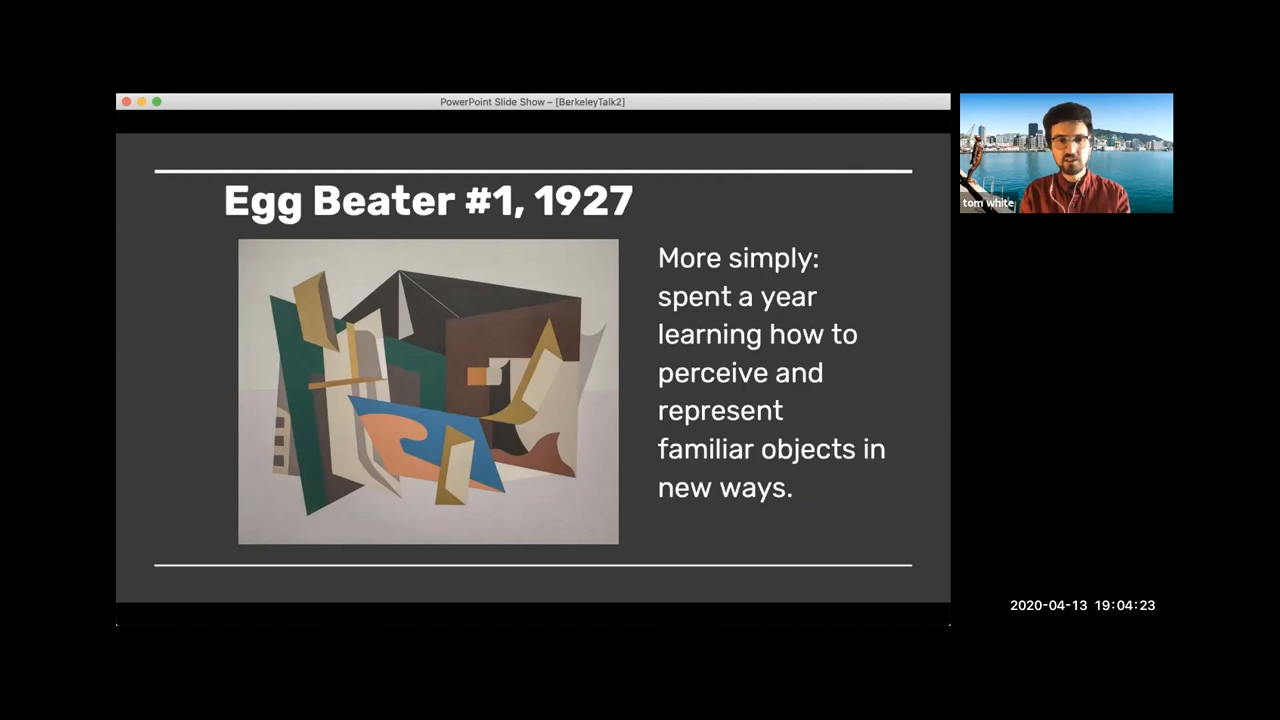 PowerPoint Slide Show – [BerkeleyTalk2]
Egg Beater #1, 1927
More simply:
spent a year
learning how to
perceive and
represent
familiar objects in
new ways.
tom white
2020-04-13 19:04:23